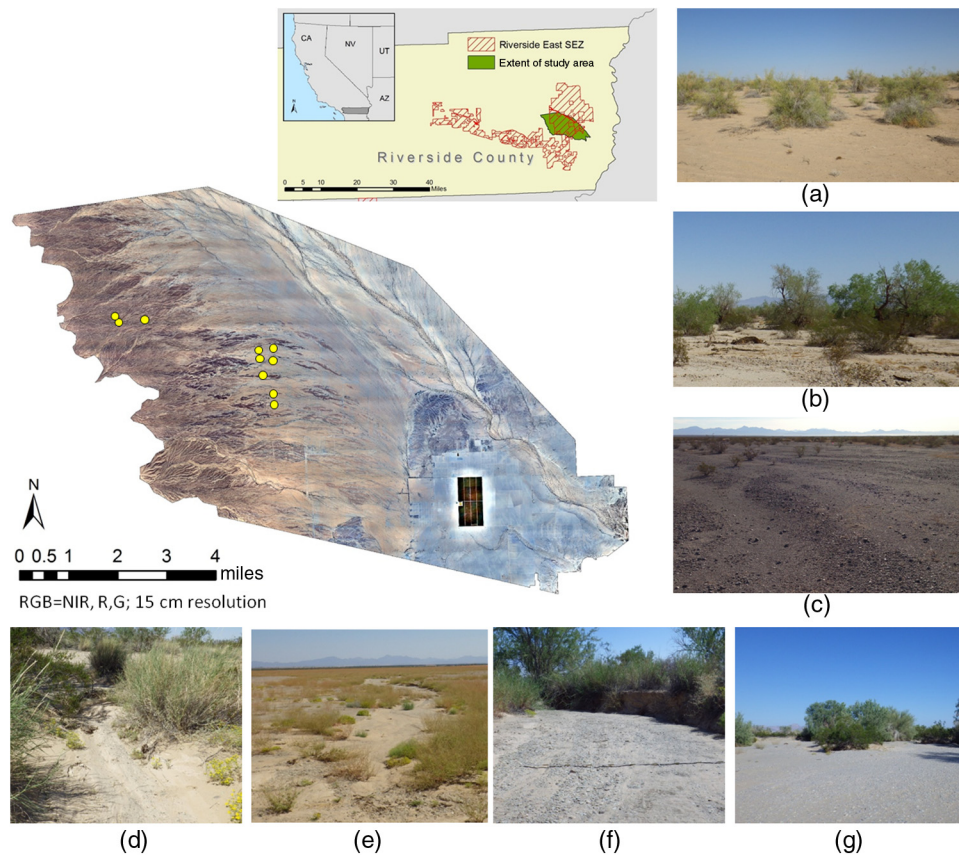 CA
NV
UT
AZ
N
Riverside East SEZ
Extent of study area
Riverside County
0 5 10 20 30 40
Miles
(a)
(b)
(c)
N
0 0.5 1 2 3 4
miles
RGB=NIR, R,G; 15 cm resolution
(d)
(e)
(f)
(g)